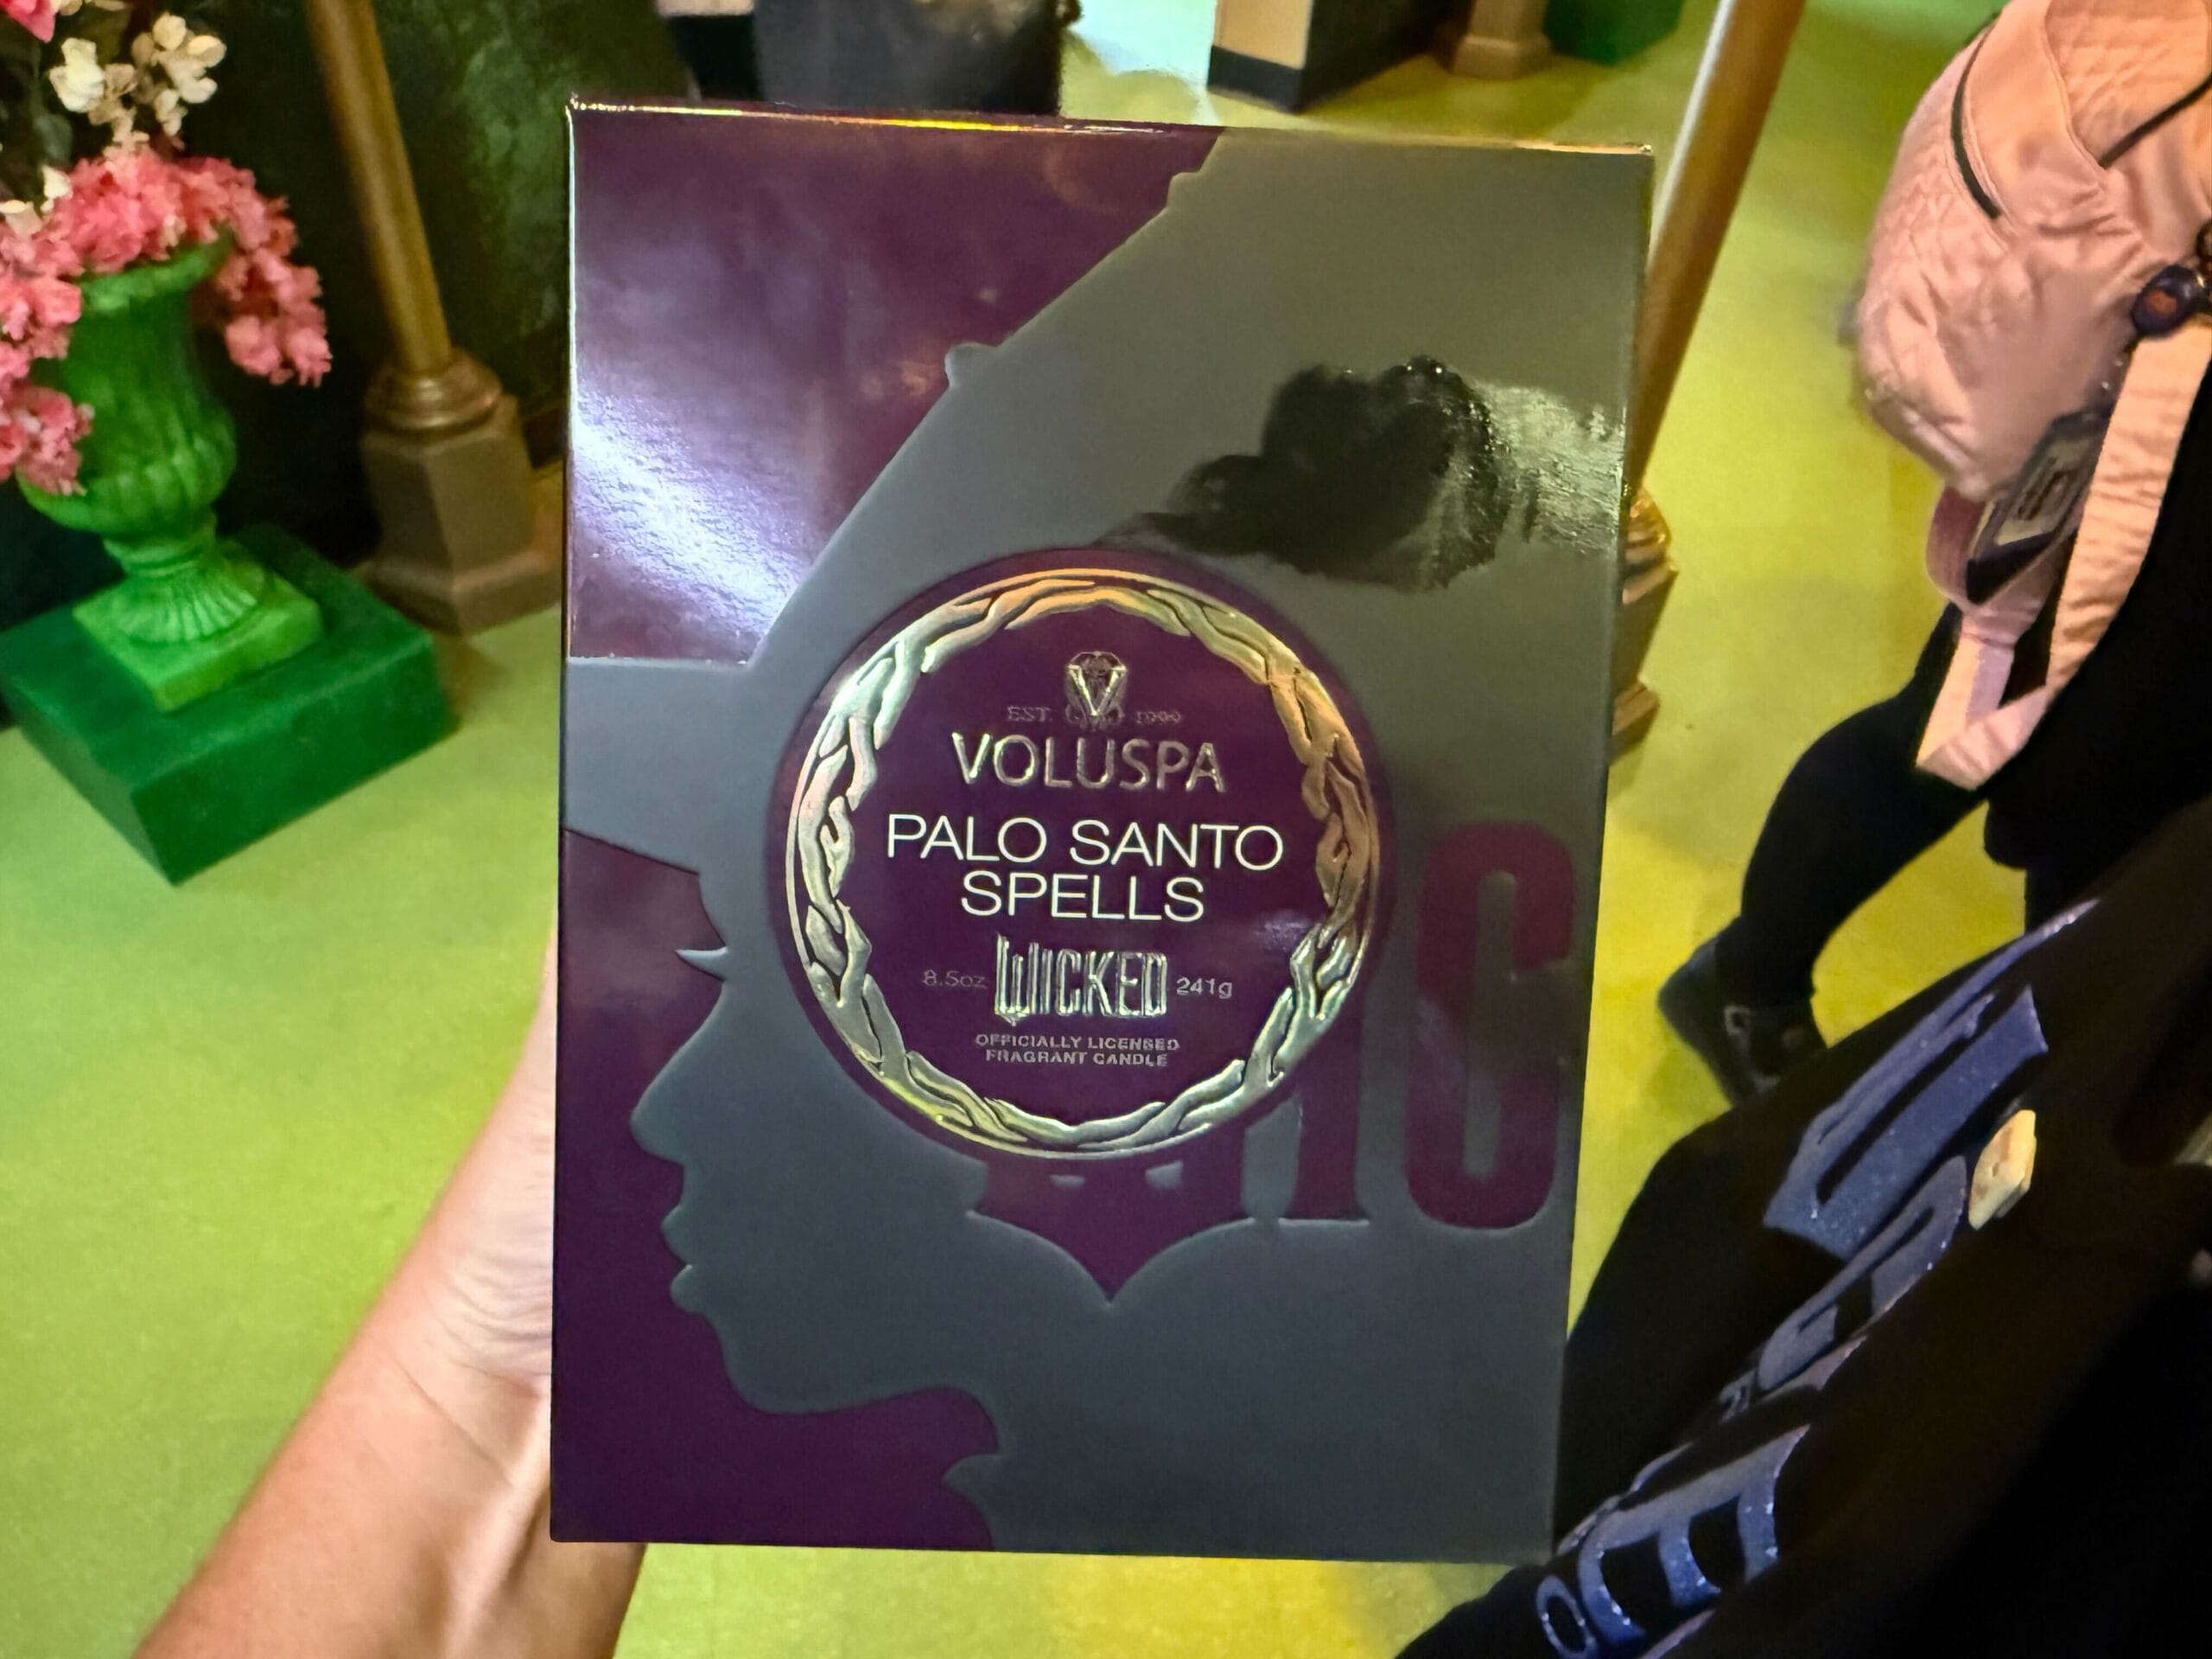 EST. 1999
VOLUSPA
PALO SANTO
SPELLS
8.5oz WICKED 241g
OFFICIALLY LICENSED
FRAGRANT CANDLE